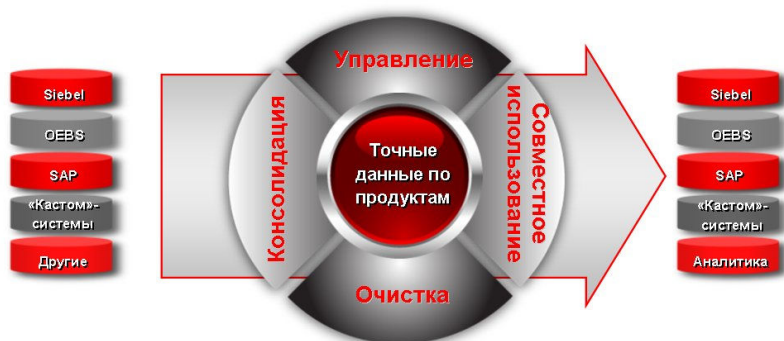 Siebel
OEBS
SAP
«Кастом»-
системы
Другие
Управление
Консолидация
Точные
данные по
продуктам
Совместное
использование
Очистка
Siebel
OEBS
SAP
«Кастом»-
системы
Аналитика